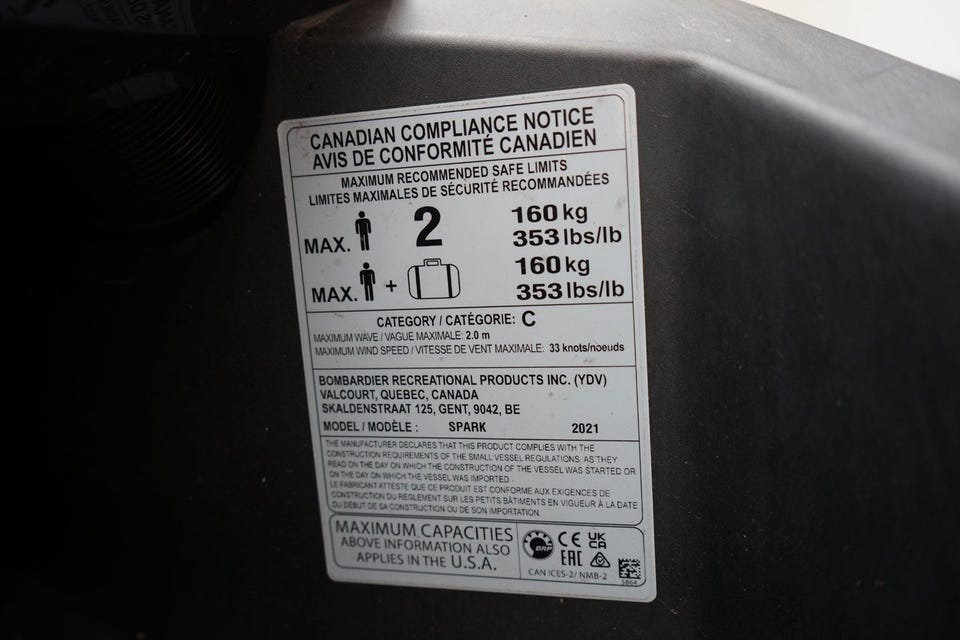 CANADIAN COMPLIANCE NOTICE
AVIS DE CONFORMITÉ CANADIEN
MAXIMUM RECOMMENDED SAFE LIMITS
LIMITES MAXIMALES DE SÉCURITÉ RECOMMANDÉES
MAX. 2 160 kg
353 lbs/lb
MAX. + 160 kg
353 lbs/lb
CATEGORY / CATÉGORIE: C
MAXIMUM WAVE / VAGUE MAXIMALE: 2.0 m
MAXIMUM WIND SPEED / VITESSE DE VENT MAXIMALE: 33 knots/noeuds
BOMBARDIER RECREATIONAL PRODUCTS INC. (YDV)
VALCOURT, QUEBEC, CANADA
SKALDENSTRAAT 125, GENT, 9042, BE
MODEL / MODÈLE : SPARK 2021
THE MANUFACTURER DECLARES THAT THIS PRODUCT COMPLIES WITH THE
CONSTRUCTION REQUIREMENTS OF THE SMALL VESSEL REGULATIONS, AS THEY
READ ON THE DAY ON WHICH THE CONSTRUCTION OF THE VESSEL WAS STARTED OR
ON THE DAY ON WHICH THE VESSEL WAS IMPORTED.
LE FABRICANT ATTESTE QUE CE PRODUIT EST CONFORME AUX EXIGENCES DE
CONSTRUCTION DU REGLEMENT SUR LES PETITS BÂTIMENTS EN VIGUEUR À LA DATE
DU DÉBUT DE SA CONSTRUCTION OU DE SON IMPORTATION.
MAXIMUM CAPACITIES
ABOVE INFORMATION ALSO
APPLIES IN THE U.S.A.
BRP CE UK
CA
EAC
CAN ICES-2/ NMB-2
5864